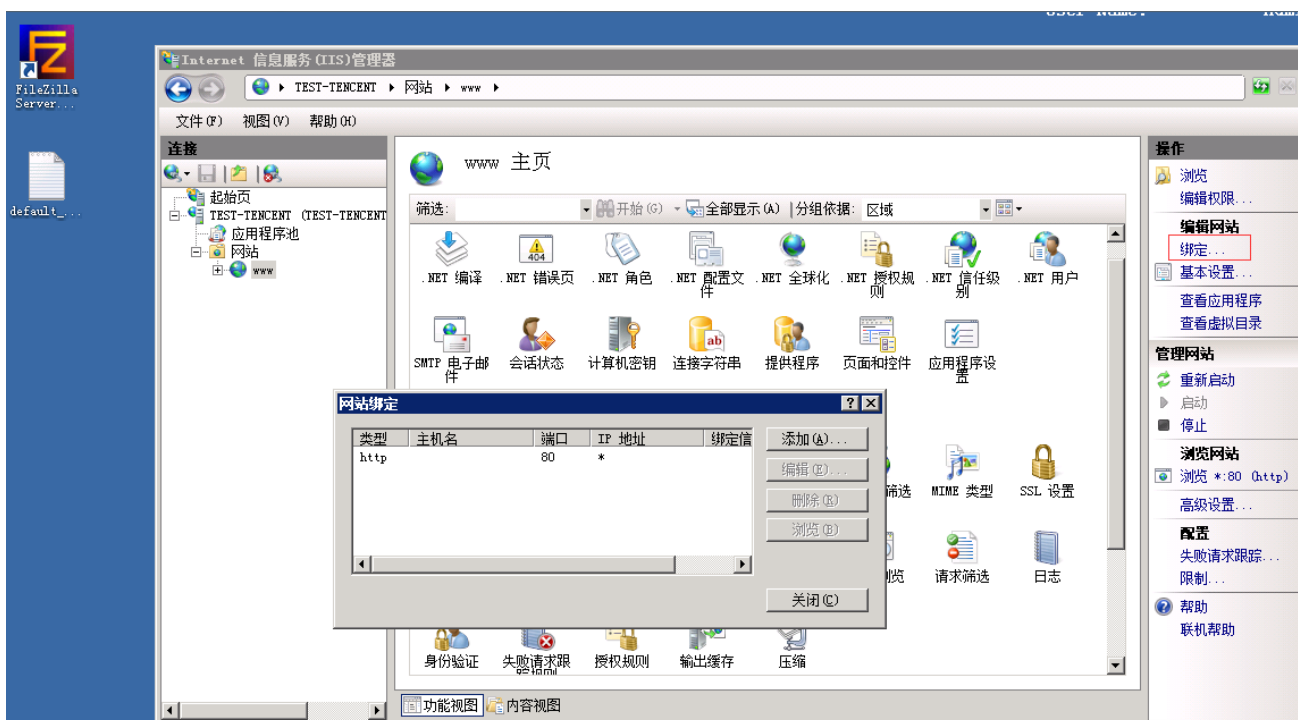 FileZilla
Server...
default_...
Internet 信息服务(IIS)管理器
TEST-TENCENT 网站 www
文件(F) 视图(V) 帮助(H)
连接
起始页
TEST-TENCENT (TEST-TENCENT
应用程序池
网站
www
www 主页
筛选: 开始(G) 全部显示(A) 分组依据: 区域
.NET 编译 .NET 错误页 .NET 角色 .NET 配置文件 .NET 全球化 .NET 授权规则 .NET 信任级别 .NET 用户
404
ab
SMTP 电子邮件 会话状态 计算机密钥 连接字符串 提供程序 页面和控件 应用程序设置
网站绑定
类型 主机名 端口 IP 地址 绑定信
http 80 *
添加(A)...
编辑(E)...
删除(R)
浏览(B)
关闭(C)
筛选 MIME 类型 SSL 设置
览 请求筛选 日志
身份验证 失败请求跟踪规则 授权规则 输出缓存 压缩
功能视图 内容视图
操作
浏览
编辑权限...
编辑网站
绑定...
基本设置...
查看应用程序
查看虚拟目录
管理网站
重新启动
启动
停止
浏览网站
浏览 *:80 (http)
高级设置...
配置
失败请求跟踪...
限制...
帮助
联机帮助